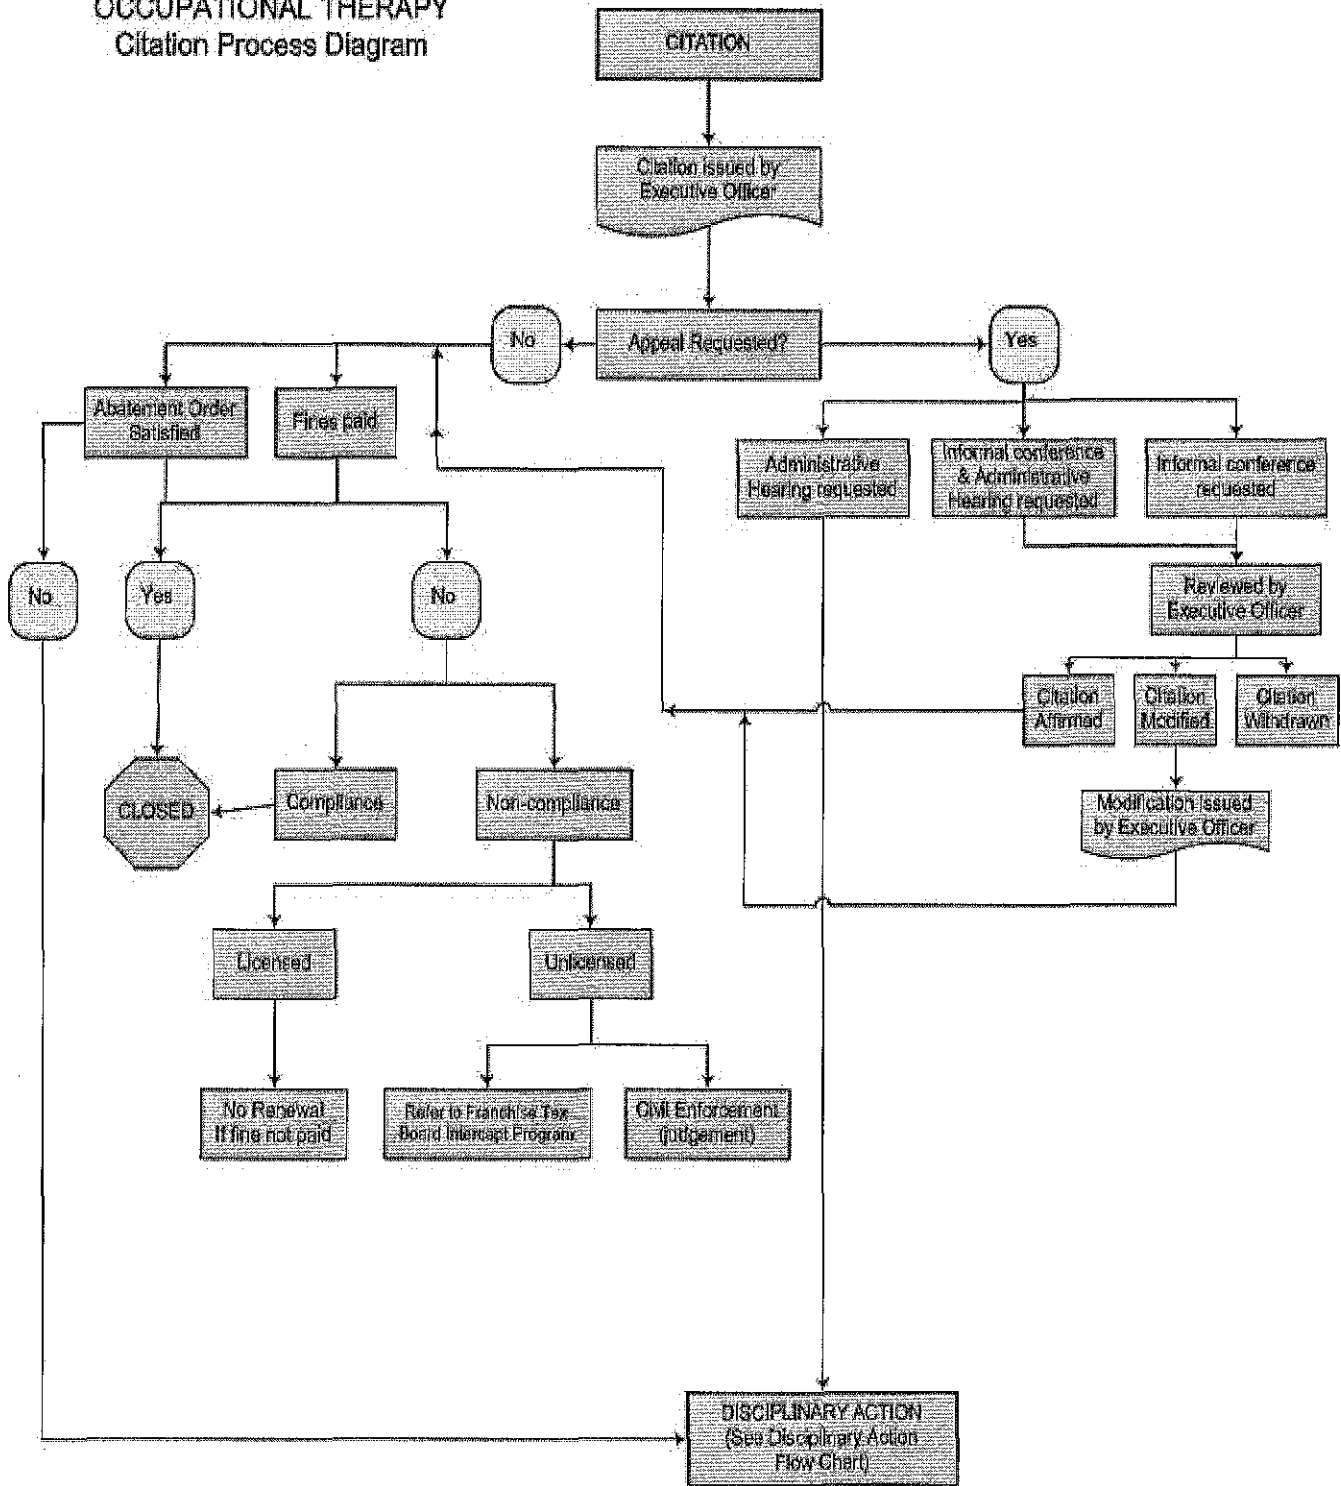 OCCUPATIONAL THERAPY
Citation Process Diagram
CITATION
Citation issued by
Executive Officer
No
Appeal Requested?
Yes
Abatement Order
Satisfied
Fines paid
Administrative
Hearing requested
Informal conference
& Administrative
Hearing requested
Informal conference
requested
No
Yes
No
Reviewed by
Executive Officer
Citation
Affirmed
Citation
Modified
Citation
Withdrawn
CLOSED
Compliance
Non-compliance
Modification issued
by Executive Officer
Licensed
Unlicensed
No Renewal
If fine not paid
Refer to Franchise Tax
Board Intercept Program
Civil Enforcement
(judgement)
DISCIPLINARY ACTION
(See Disciplinary Action
Flow Chart)